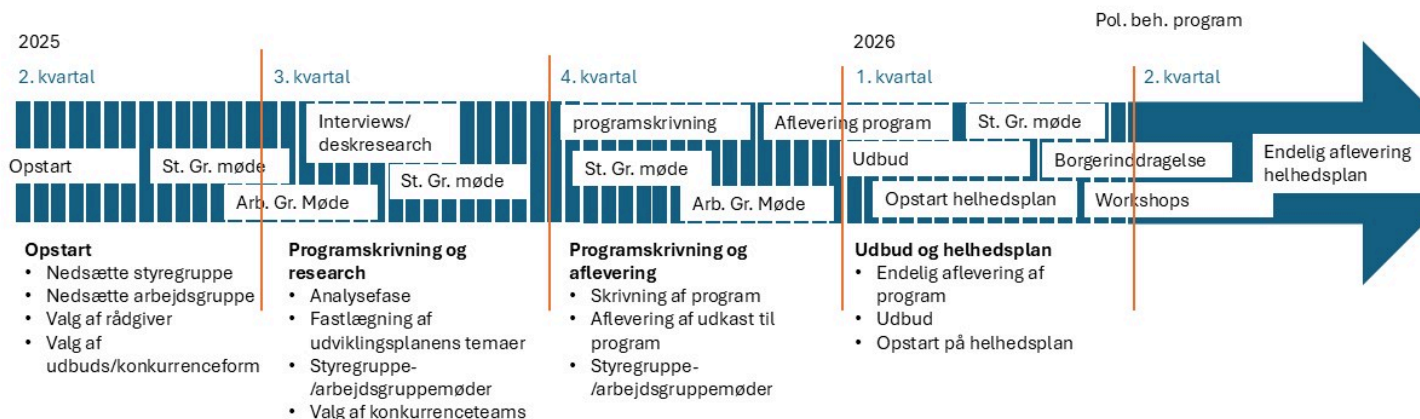 Pol. beh. program
2025
2026
2. kvartal
3. kvartal
4. kvartal
1. kvartal
2. kvartal
Opstart
St. Gr. møde
Arb. Gr. Møde
Interviews/
deskresearch
St. Gr. møde
programskrivning
St. Gr. møde
Arb. Gr. Møde
Aflevering program
Udbud
Opstart helhedsplan
St. Gr. møde
Borgerinddragelse
Workshops
Endelig aflevering
helhedsplan
Opstart
• Nedsætte styregruppe
• Nedsætte arbejdsgruppe
• Valg af rådgiver
• Valg af
udbuds/konkurrenceform
Programskrivning og
research
• Analysefase
• Fastlægning af
udviklingsplanens temaer
• Styregruppe-
/arbejdsgruppemøder
• Valg af konkurrenceteams
Programskrivning og
aflevering
• Skrivning af program
• Aflevering af udkast til
program
• Styregruppe-
/arbejdsgruppemøder
Udbud og helhedsplan
• Endelig aflevering af
program
• Udbud
• Opstart på helhedsplan